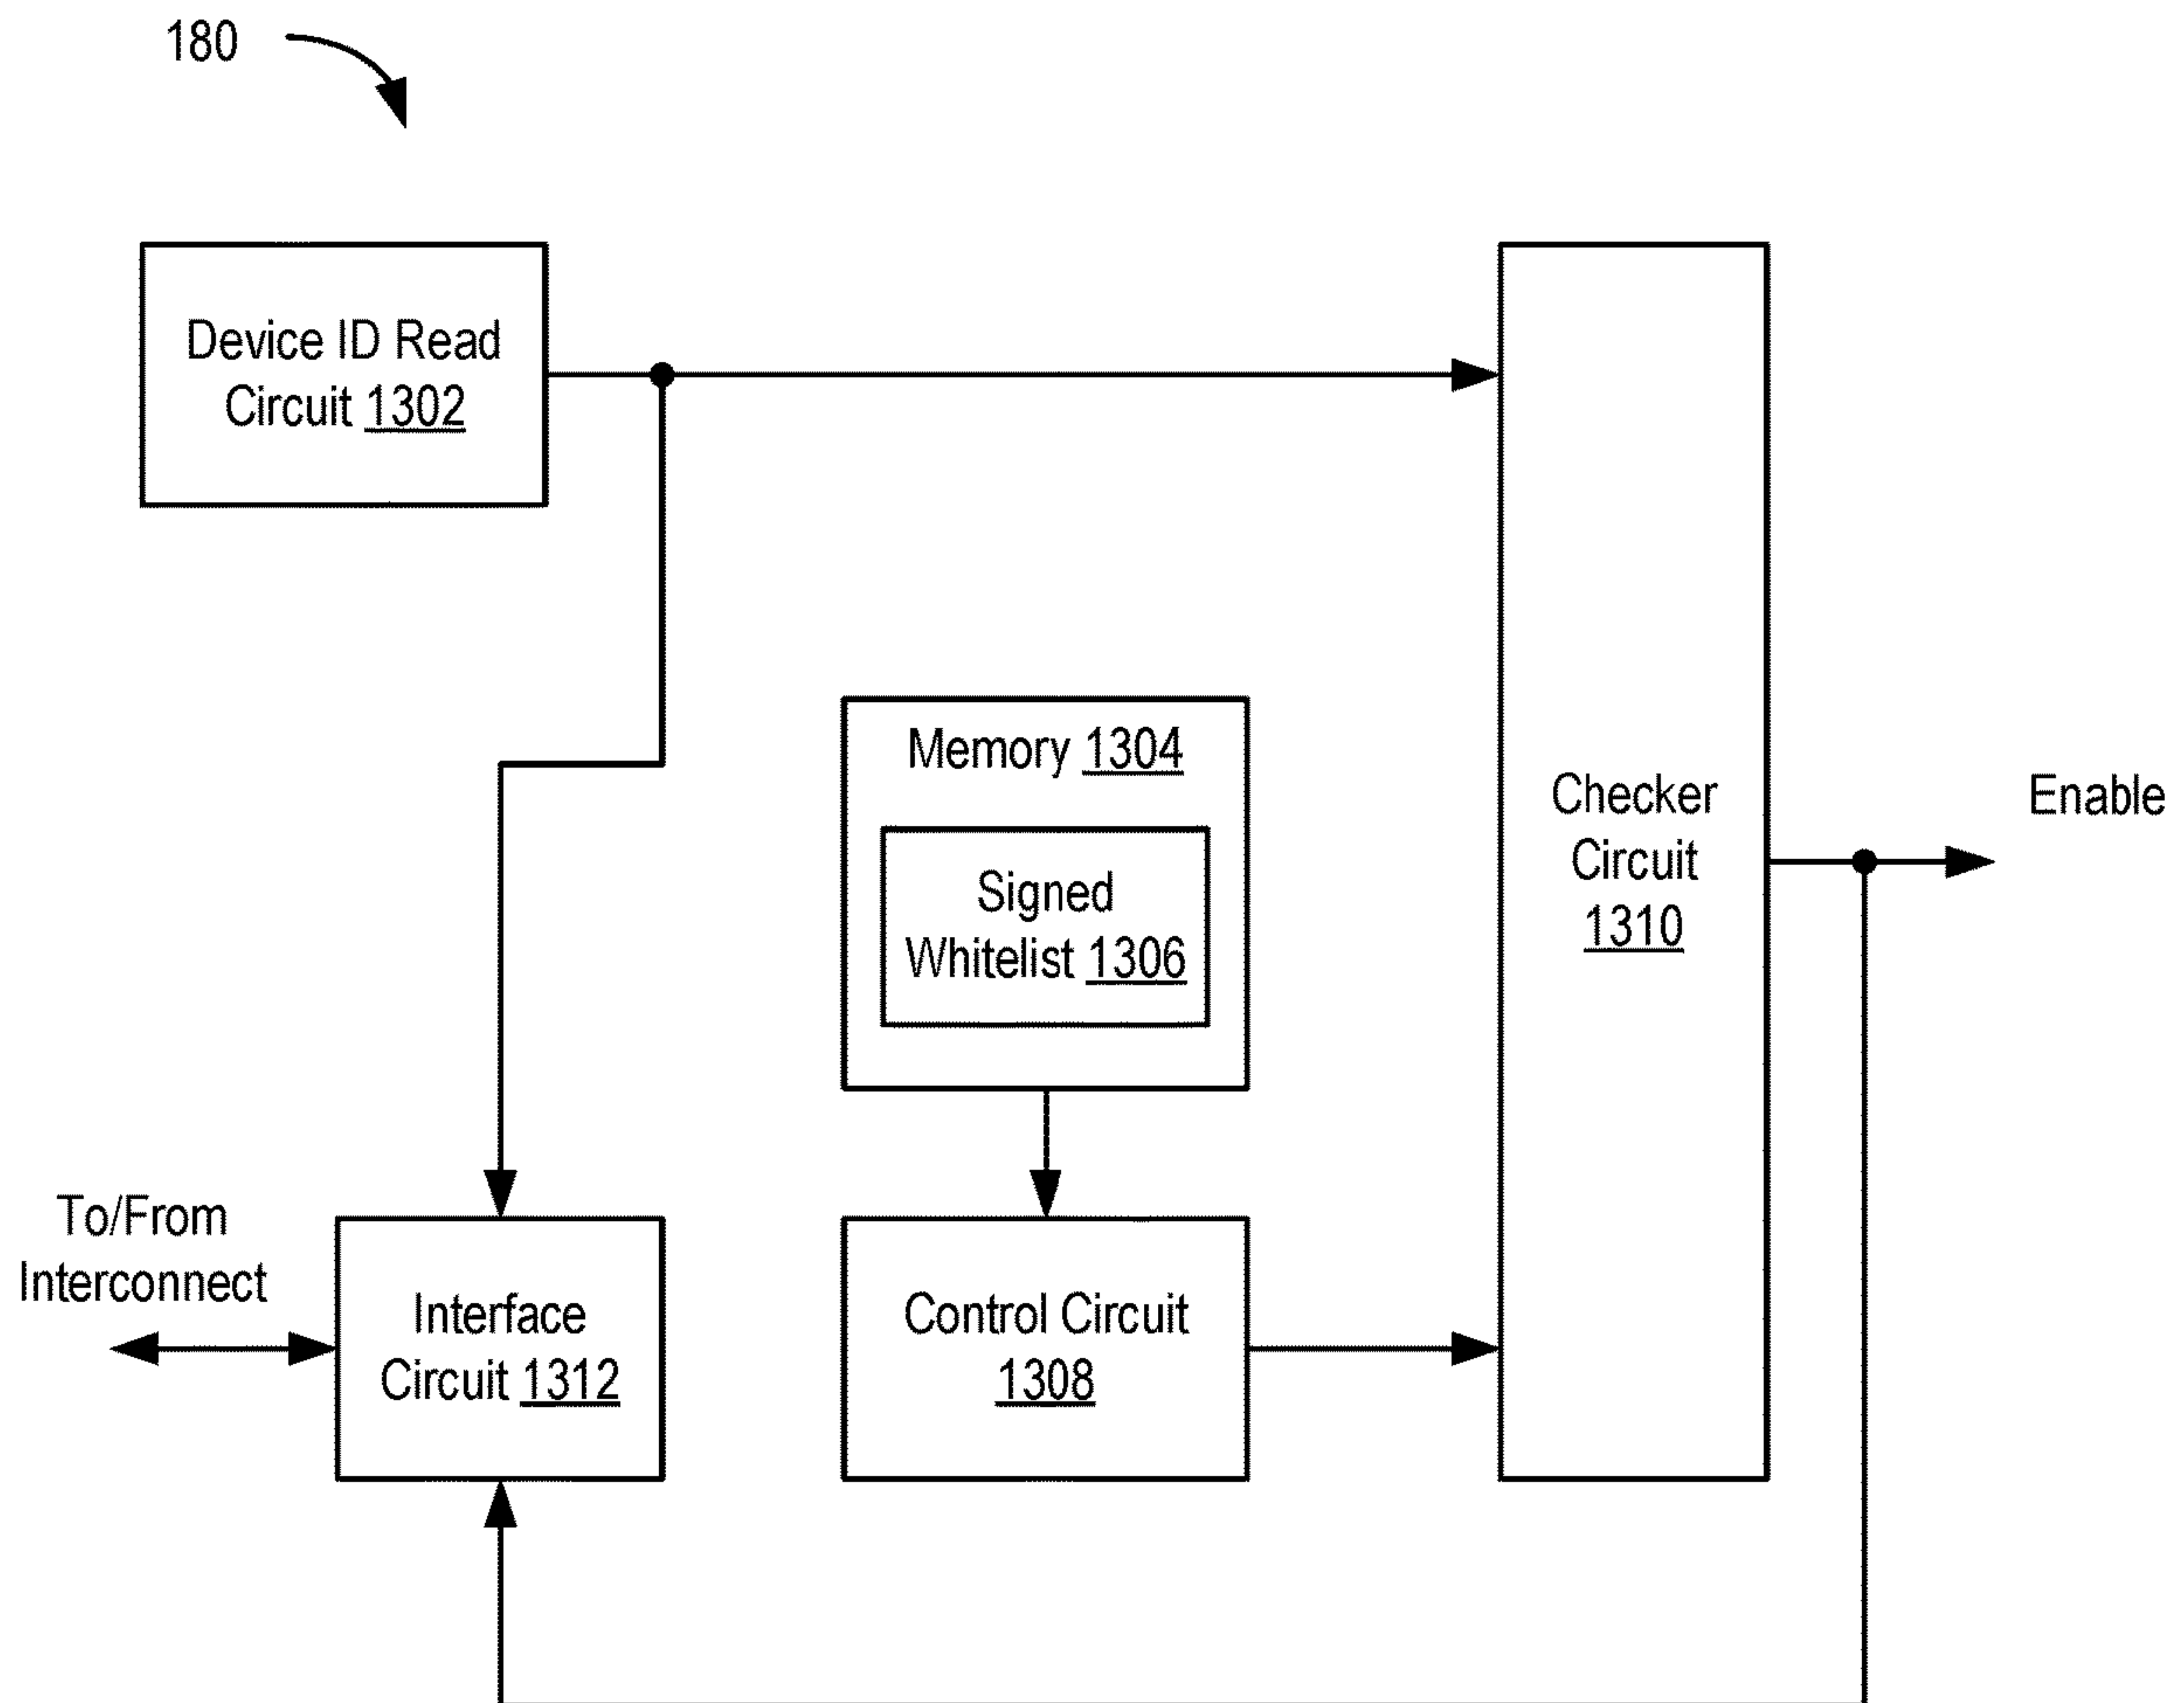 180
Device ID Read
Circuit 1302
Memory 1304
Signed
Whitelist 1306
Checker
Circuit
1310
Enable
To/From
Interconnect
Interface
Circuit 1312
Control Circuit
1308